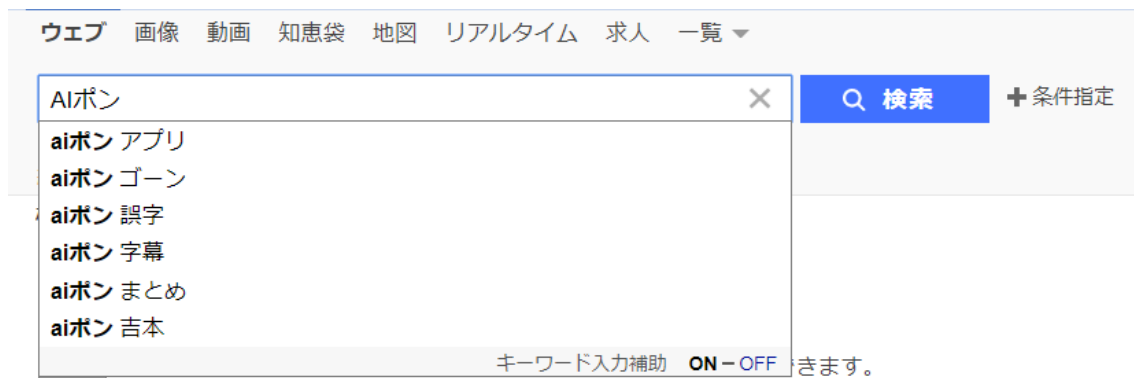 ウェブ 画像 動画 知恵袋 地図 リアルタイム 求人 一覧
AIポン 検索 条件指定
aiポン アプリ
aiポン ゴーン
aiポン 誤字
aiポン 字幕
aiポン まとめ
aiポン 吉本
キーワード入力補助 ON－OFF
きます。